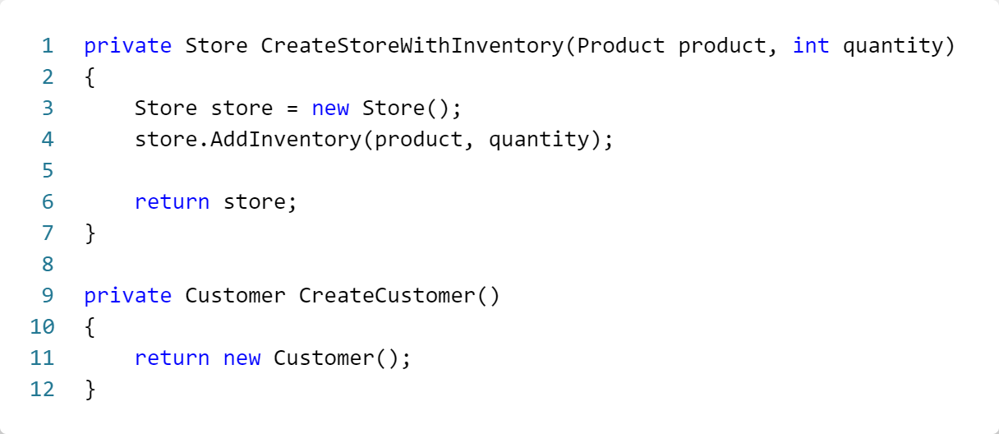 1 private Store CreateStoreWithInventory(Product product, int quantity)
2 {
3     Store store = new Store();
4     store.AddInventory(product, quantity);
5
6     return store;
7 }
8
9 private Customer CreateCustomer()
10 {
11     return new Customer();
12 }